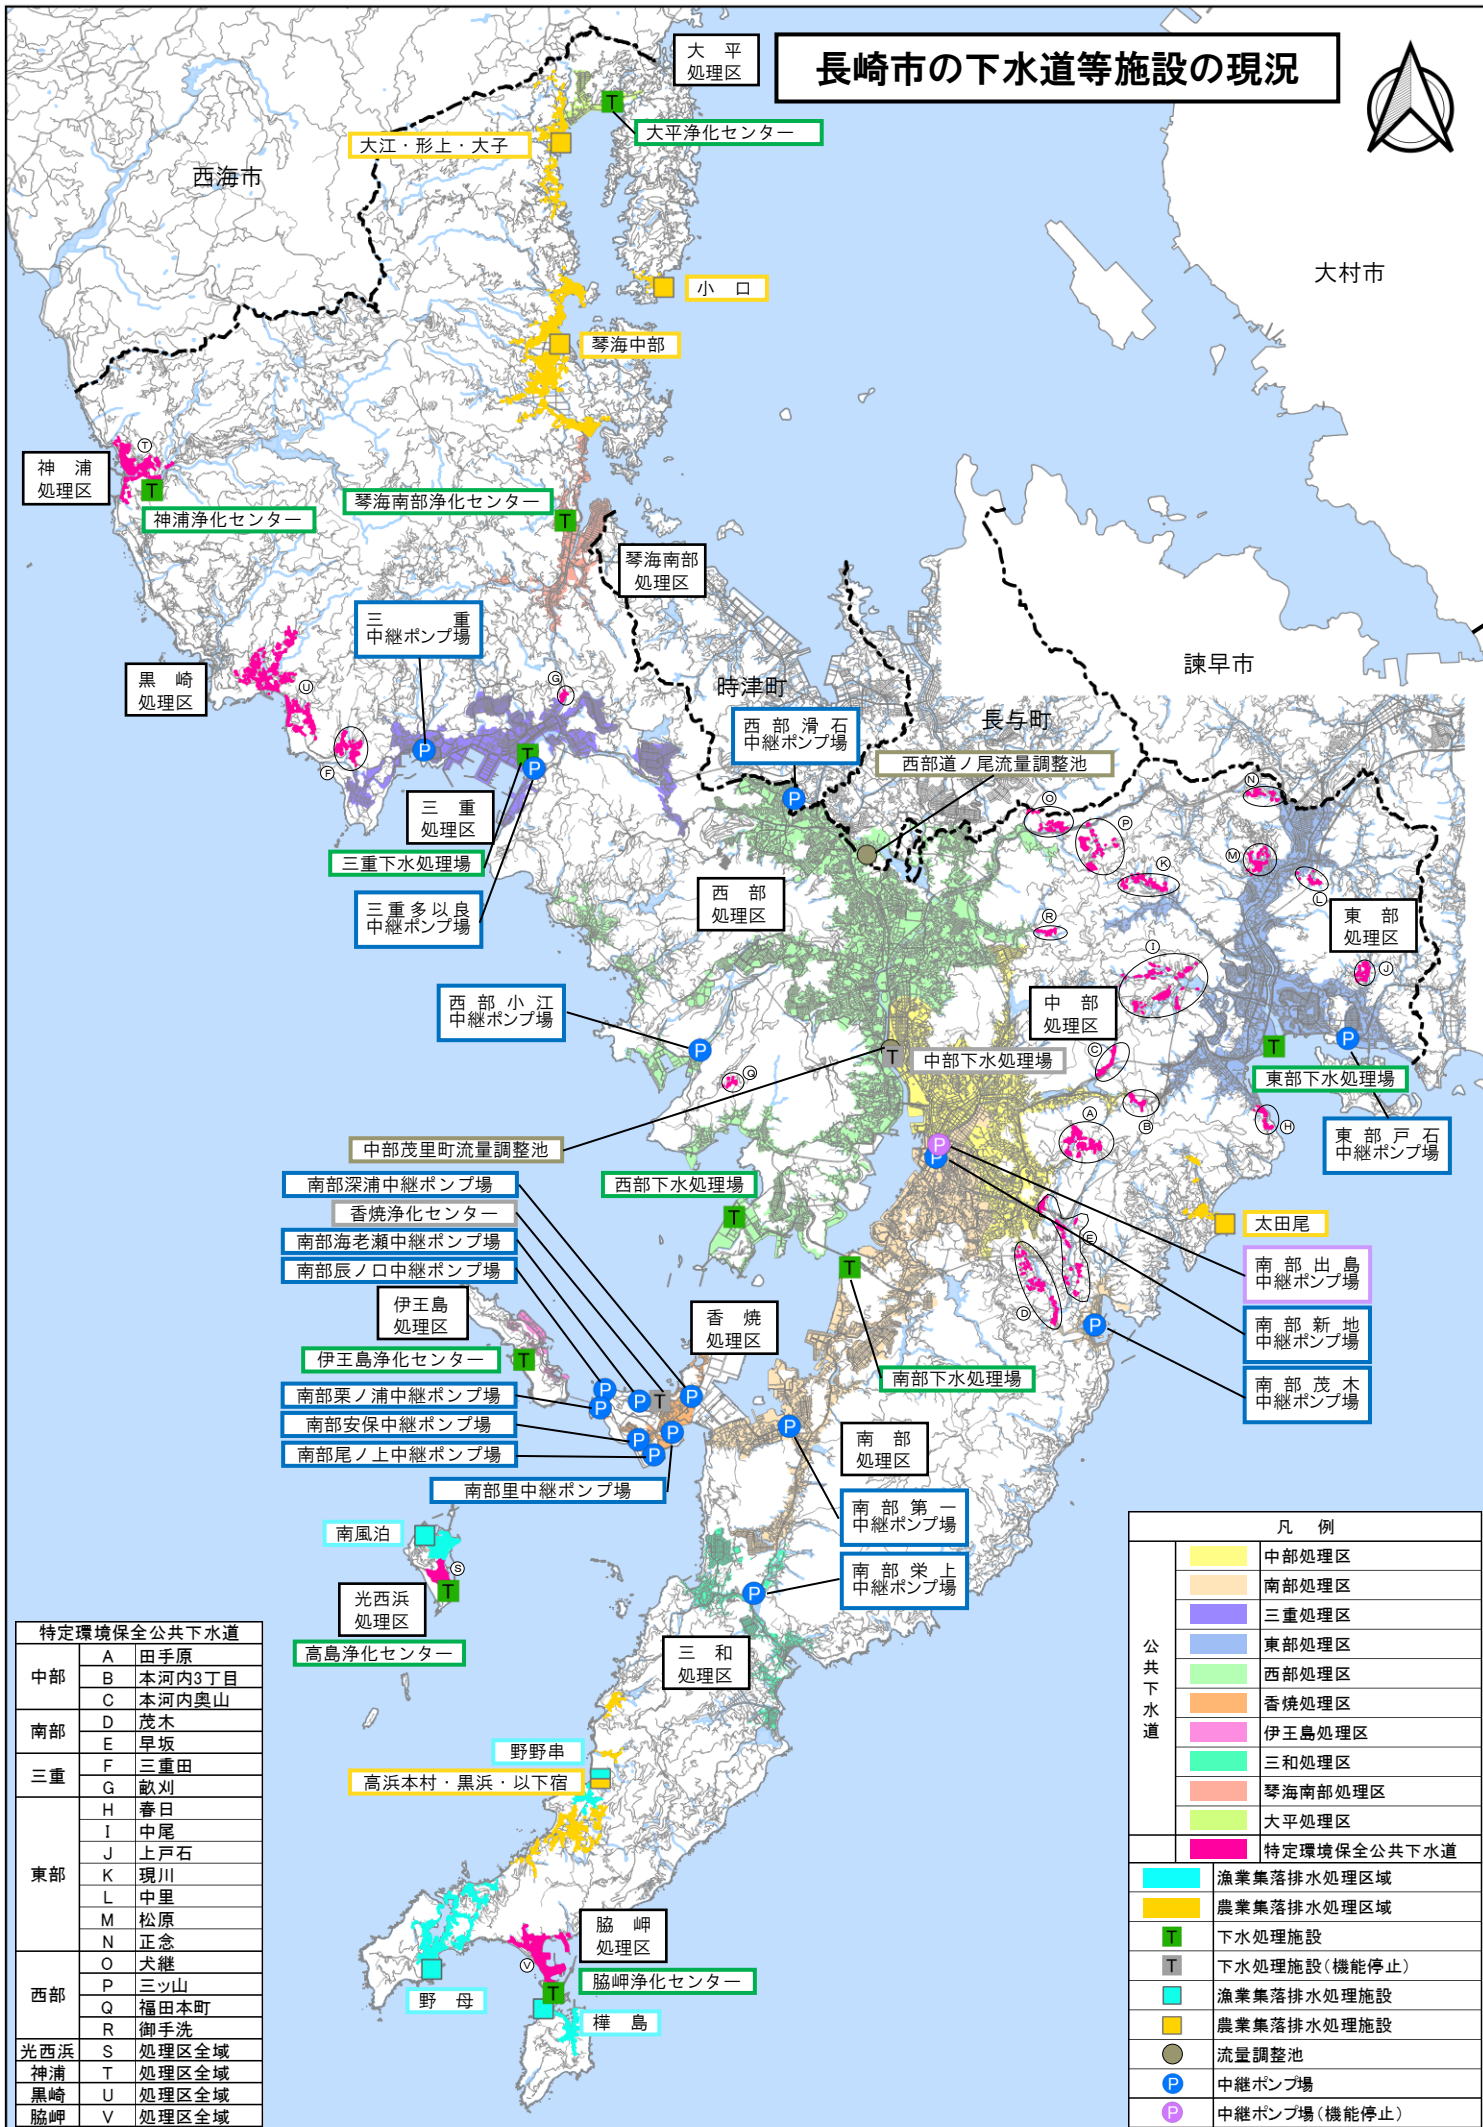 長崎市の下水道等施設の現況
大　平
処理区
大平浄化センター
大江・形上・大子
西海市
大村市
小　口
琴海中部
T
神　浦
処理区
T
神浦浄化センター
琴海南部浄化センター
T
琴海南部
処理区
三　　重
中継ポンプ場
黒　崎
処理区
U
F
G
P
T
P
三　重
処理区
三重下水処理場
三重多以良
中継ポンプ場
時津町
長与町
諫早市
西部滑石
中継ポンプ場
P
西部道ノ尾流量調整池
O
P
K
N
M
L
R
I
J
西　部
処理区
東　部
処理区
中　部
処理区
西部小江
中継ポンプ場
P
Q
T
中部下水処理場
C
B
A
H
T
P
東部下水処理場
東部戸石
中継ポンプ場
中部茂里町流量調整池
P
P
南部深浦中継ポンプ場
西部下水処理場
T
香焼浄化センター
南部海老瀬中継ポンプ場
南部辰ノ口中継ポンプ場
T
E
D
太田尾
南部出島
中継ポンプ場
南部新地
中継ポンプ場
P
南部茂木
中継ポンプ場
伊王島
処理区
伊王島浄化センター
T
香　焼
処理区
南部下水処理場
南部栗ノ浦中継ポンプ場
南部安保中継ポンプ場
南部尾ノ上中継ポンプ場
南部里中継ポンプ場
P
P
P
T
P
P
P
P
P
南　部
処理区
南部第一
中継ポンプ場
南部栄上
中継ポンプ場
P
南風泊
S
T
光西浜
処理区
高島浄化センター
三　和
処理区
野野串
高浜本村・黒浜・以下宿
脇　岬
処理区
V
脇岬浄化センター
T
野　母
樺　島
特定環境保全公共下水道
中部 A 田手原
B 本河内3丁目
C 本河内奥山
南部 D 茂木
E 早坂
三重 F 三重田
G 畝刈
東部 H 春日
I 中尾
J 上戸石
K 現川
L 中里
M 松原
N 正念
西部 O 犬継
P 三ッ山
Q 福田本町
R 御手洗
光西浜 S 処理区全域
神浦 T 処理区全域
黒崎 U 処理区全域
脇岬 V 処理区全域
凡　例
公共下水道
中部処理区
南部処理区
三重処理区
東部処理区
西部処理区
香焼処理区
伊王島処理区
三和処理区
琴海南部処理区
大平処理区
特定環境保全公共下水道
漁業集落排水処理区域
農業集落排水処理区域
T 下水処理施設
T 下水処理施設（機能停止）
漁業集落排水処理施設
農業集落排水処理施設
流量調整池
P 中継ポンプ場
P 中継ポンプ場（機能停止）